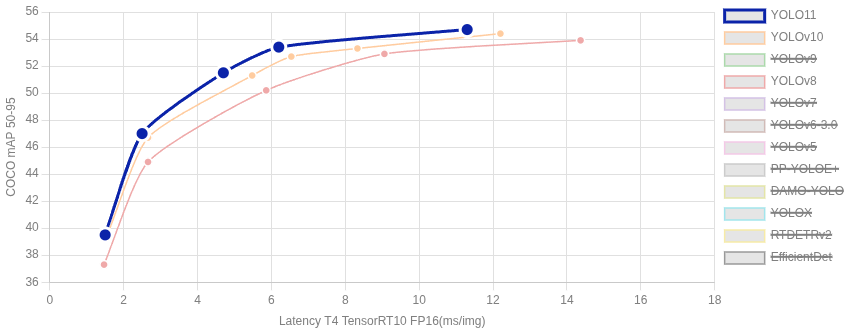 56
54
52
50
48
46
44
42
40
38
36
COCO mAP 50-95
0 2 4 6 8 10 12 14 16 18
Latency T4 TensorRT10 FP16(ms/img)
YOLO11
YOLOv10
YOLOv9
YOLOv8
YOLOv7
YOLOv6-3.0
YOLOv5
PP-YOLOE+
DAMO-YOLO
YOLOX
RTDETRv2
EfficientDet